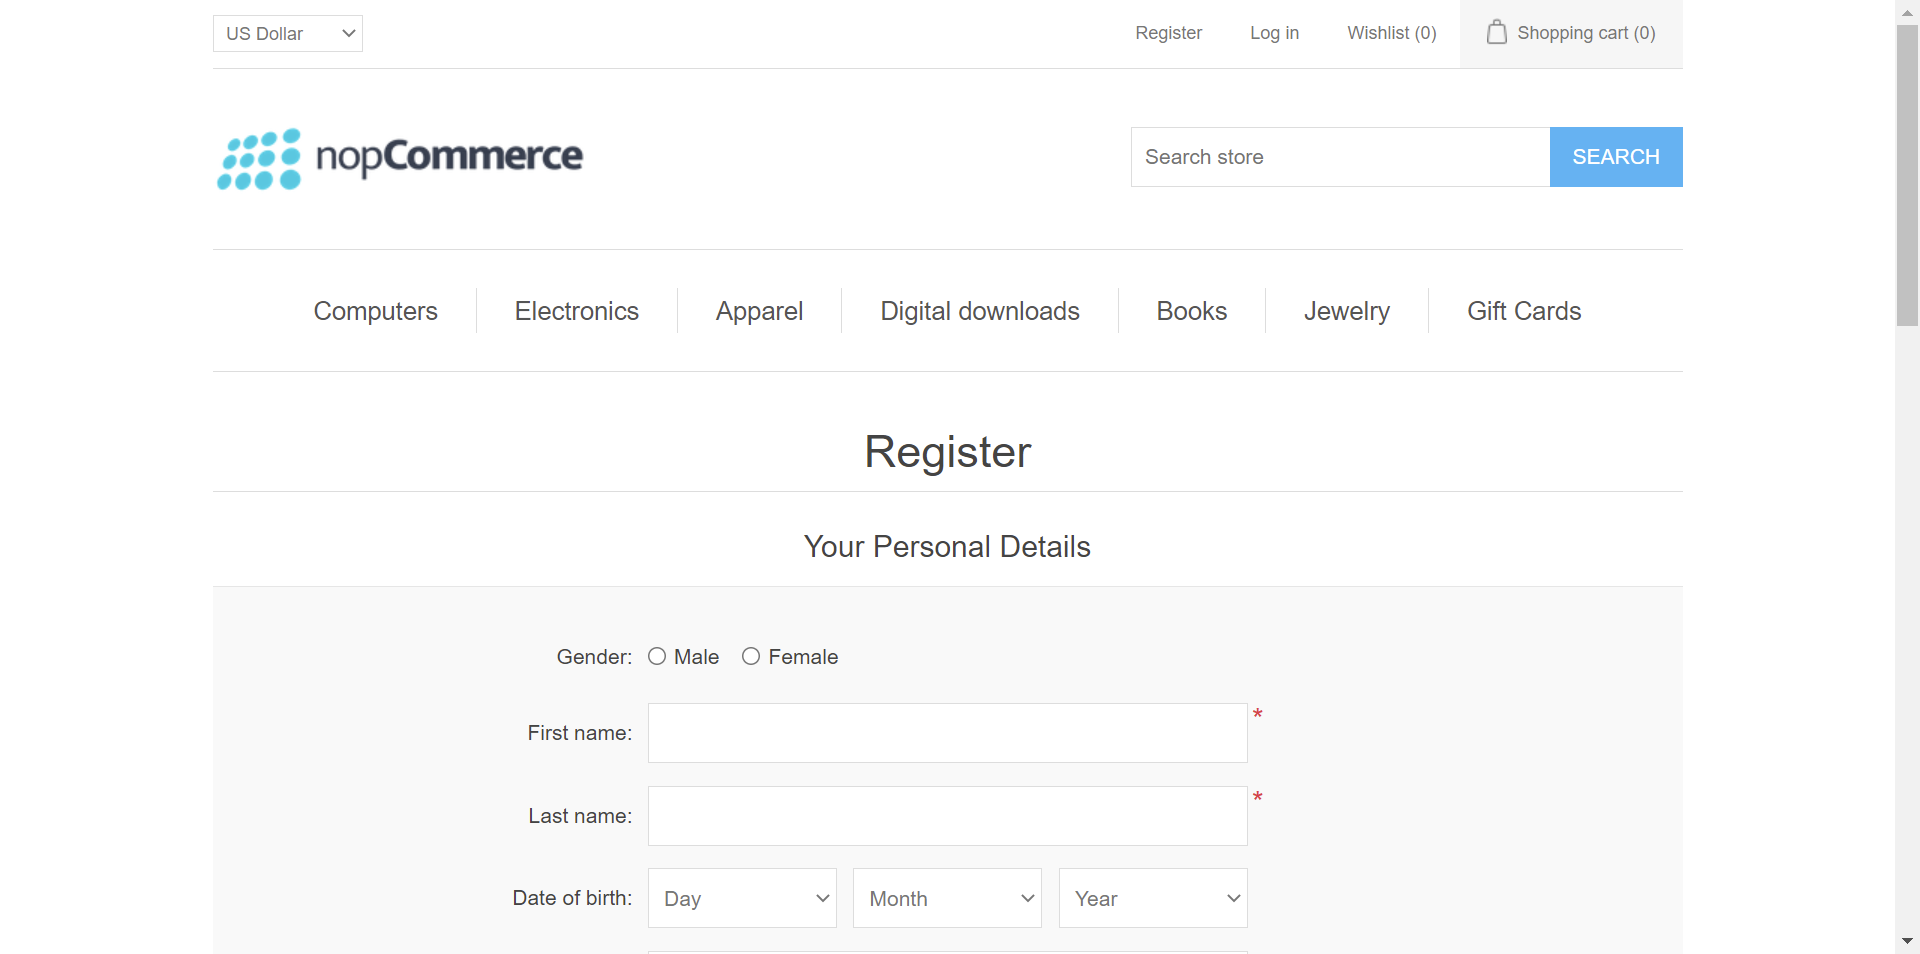 US Dollar
Register
Log in
Wishlist (0)
Shopping cart (0)
nopCommerce
Search store
SEARCH
Computers
Electronics
Apparel
Digital downloads
Books
Jewelry
Gift Cards
Register
Your Personal Details
Gender: Male Female
First name: *
Last name: *
Date of birth: Day Month Year